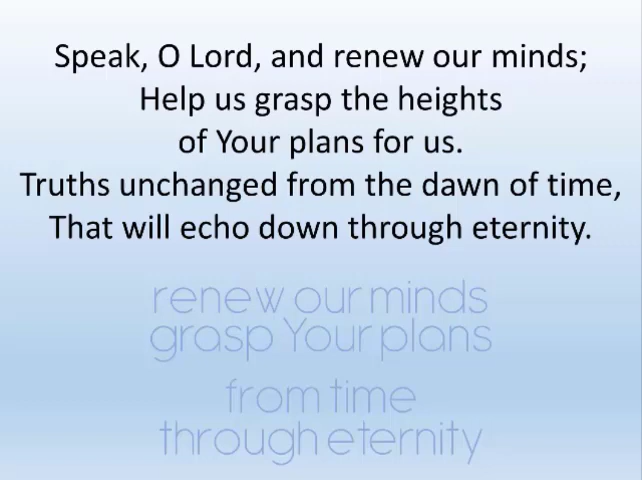 Speak, O Lord, and renew our minds;
Help us grasp the heights
of Your plans for us.
Truths unchanged from the dawn of time,
That will echo down through eternity.
renew our minds
grasp Your plans
from time
through eternity